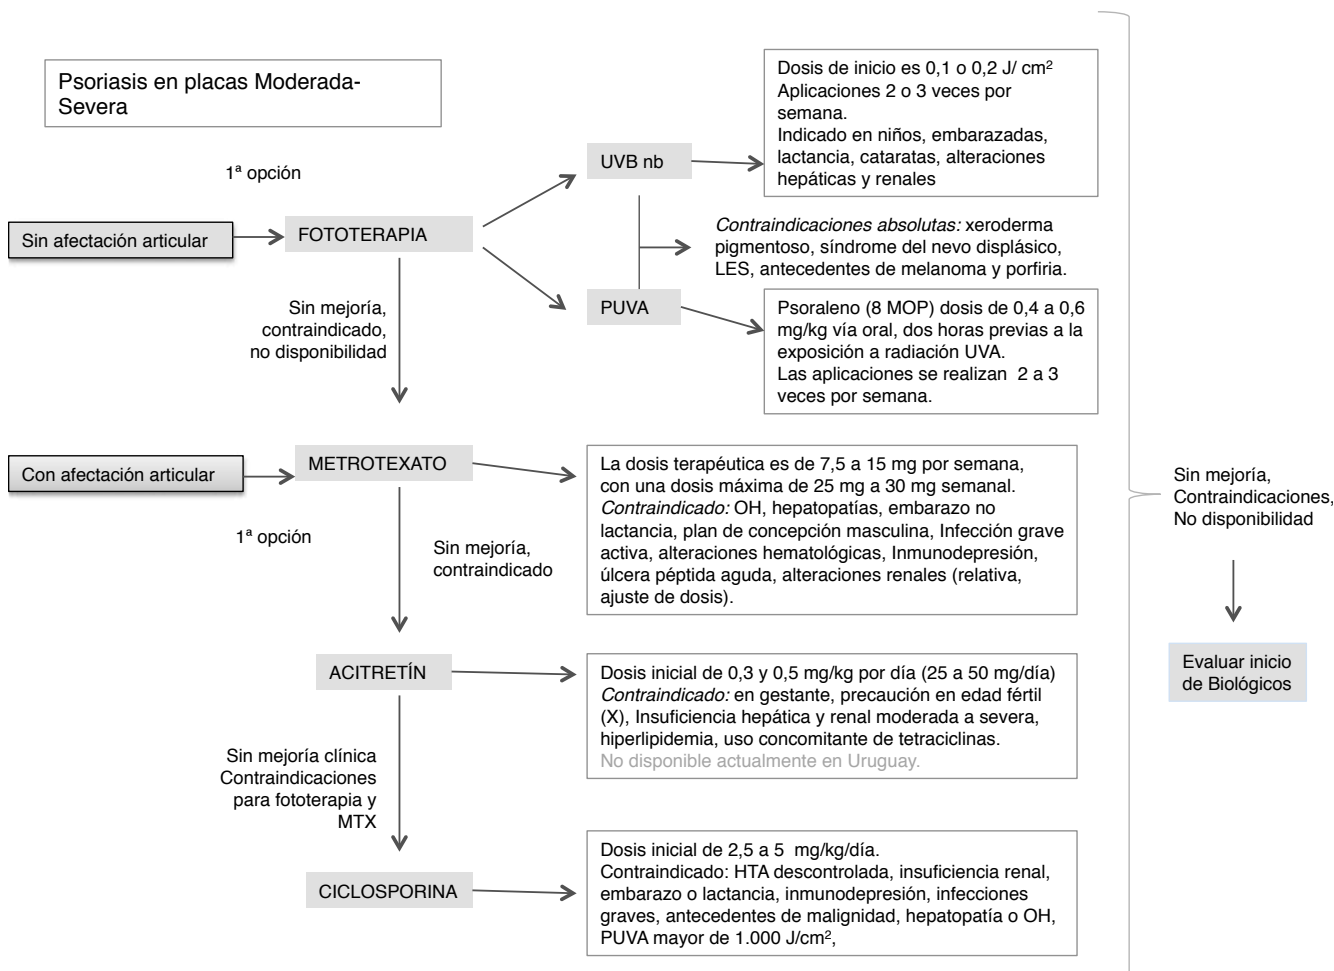 Psoriasis en placas Moderada-
Severa
1ª opción
Sin afectación articular
FOTOTERAPIA
UVB nb
Dosis de inicio es 0,1 o 0,2 J/ cm²
Aplicaciones 2 o 3 veces por
semana.
Indicado en niños, embarazadas,
lactancia, cataratas, alteraciones
hepáticas y renales
Contraindicaciones absolutas: xeroderma
pigmentoso, síndrome del nevo displásico,
LES, antecedentes de melanoma y porfiria.
PUVA
Psoraleno (8 MOP) dosis de 0,4 a 0,6
mg/kg vía oral, dos horas previas a la
exposición a radiación UVA.
Las aplicaciones se realizan 2 a 3
veces por semana.
Sin mejoría,
contraindicado,
no disponibilidad
Con afectación articular
1ª opción
METROTEXATO
La dosis terapéutica es de 7,5 a 15 mg por semana,
con una dosis máxima de 25 mg a 30 mg semanal.
Contraindicado: OH, hepatopatías, embarazo no
lactancia, plan de concepción masculina, Infección grave
activa, alteraciones hematológicas, Inmunodepresión,
úlcera péptida aguda, alteraciones renales (relativa,
ajuste de dosis).
Sin mejoría,
contraindicado
ACITRETÍN
Dosis inicial de 0,3 y 0,5 mg/kg por día (25 a 50 mg/día)
Contraindicado: en gestante, precaución en edad fértil
(X), Insuficiencia hepática y renal moderada a severa,
hiperlipidemia, uso concomitante de tetraciclinas.
No disponible actualmente en Uruguay.
Sin mejoría clínica
Contraindicaciones
para fototerapia y
MTX
CICLOSPORINA
Dosis inicial de 2,5 a 5 mg/kg/día.
Contraindicado: HTA descontrolada, insuficiencia renal,
embarazo o lactancia, inmunodepresión, infecciones
graves, antecedentes de malignidad, hepatopatía o OH,
PUVA mayor de 1.000 J/cm²,
Sin mejoría,
Contraindicaciones,
No disponibilidad
Evaluar inicio
de Biológicos